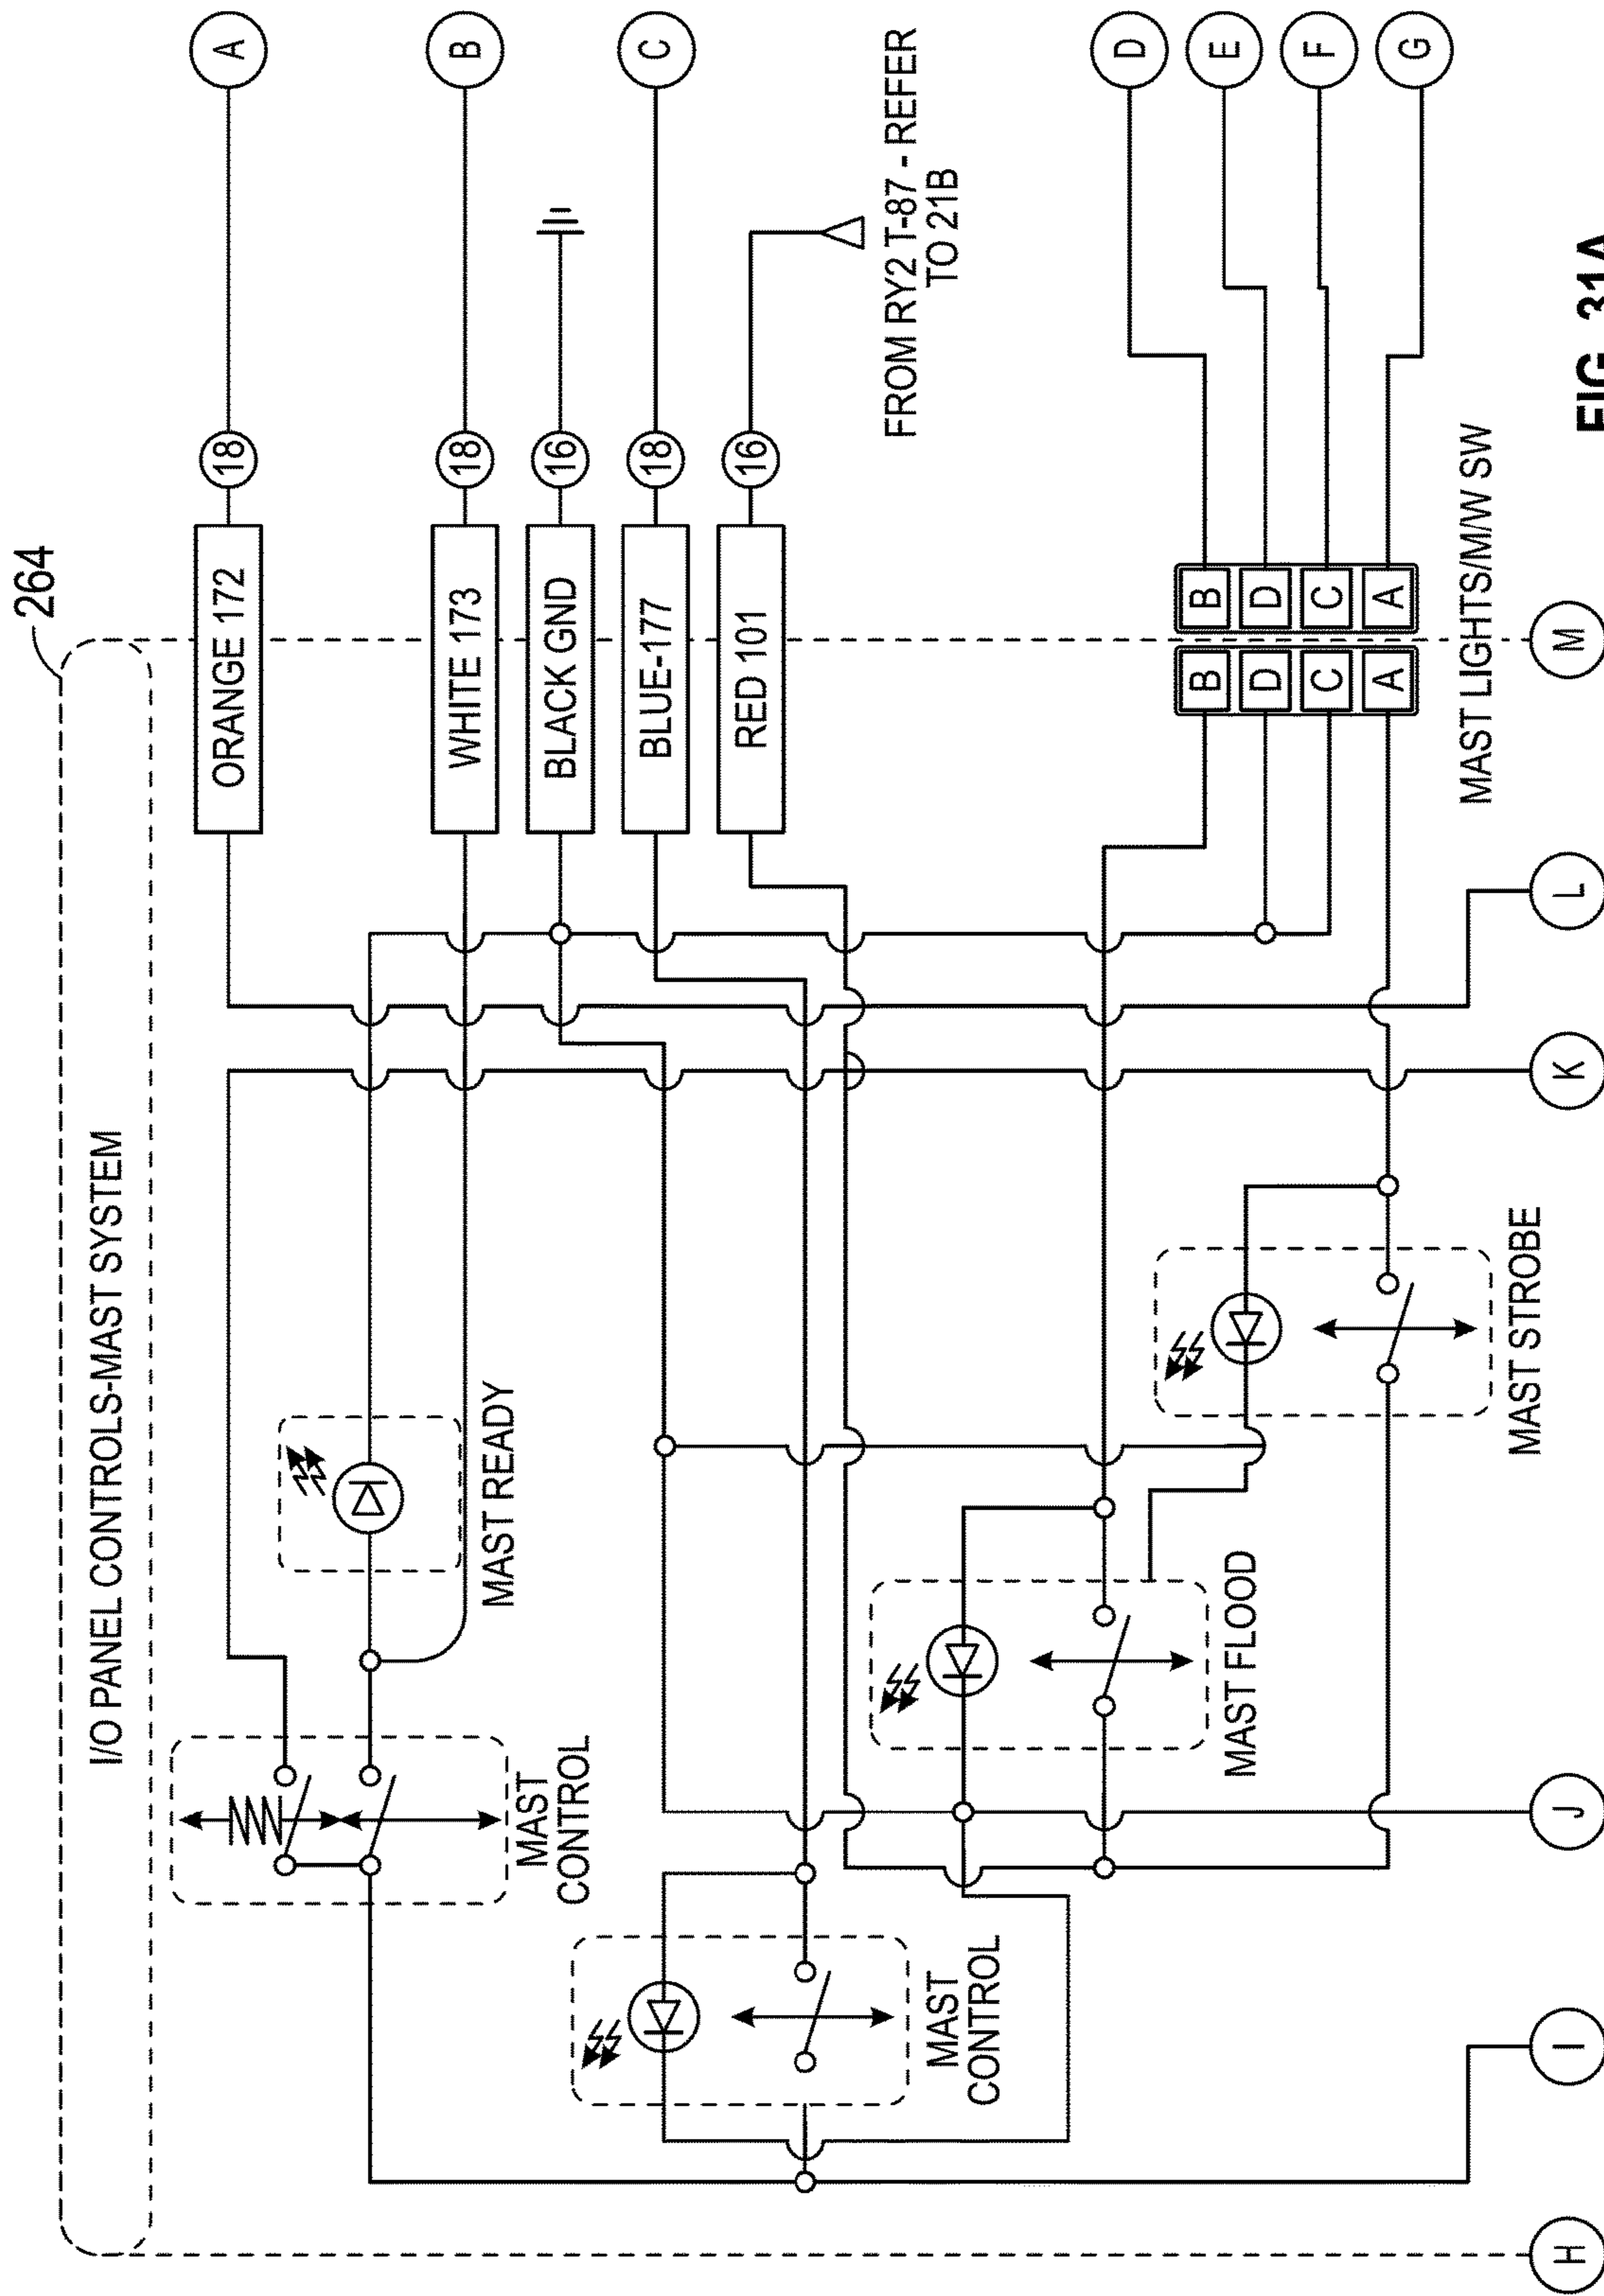 264
I/O PANEL CONTROLS-MAST SYSTEM
ORANGE 172
18
A
MAST
CONTROL
MAST READY
WHITE 173
18
B
BLACK GND
16
BLUE-177
18
C
RED 101
16
FROM RY2 T-87 - REFER
TO 21B
MAST
CONTROL
MAST FLOOD
MAST STROBE
B
B
D
D
D
E
C
C
F
A
A
G
MAST LIGHTS/M/W SW
H
I
J
K
L
M
FIG. 31A